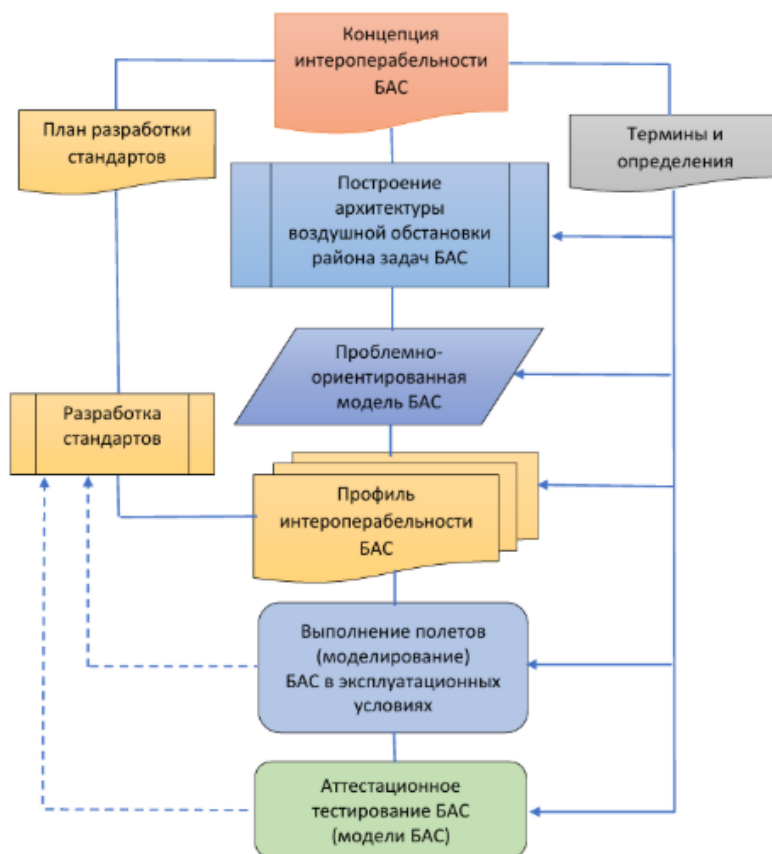 Концепция
интероперабельности
БАС
План разработки
стандартов
Термины и
определения
Построение
архитектуры
воздушной обстановки
района задач БАС
Проблемно-
ориентированная
модель БАС
Разработка
стандартов
Профиль
интероперабельности
БАС
Выполнение полетов
(моделирование)
БАС в эксплуатационных
условиях
Аттестационное
тестирование БАС
(модели БАС)